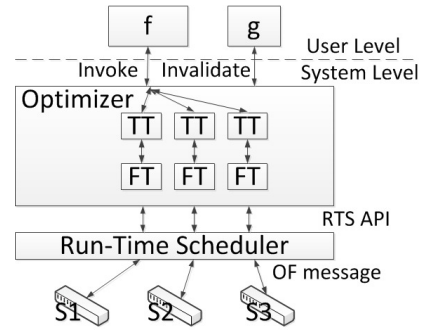 f g
User Level
Invoke Invalidate System Level
Optimizer
TT TT TT
FT FT FT
RTS API
Run-Time Scheduler
OF message
S1 S2 S3